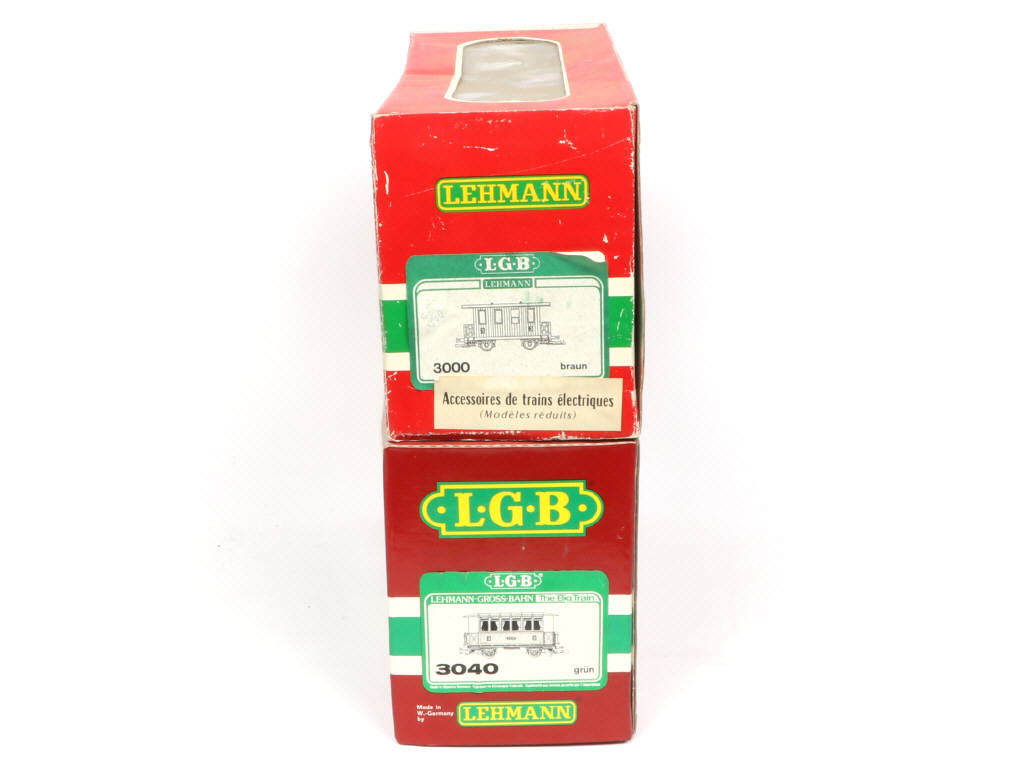 LEHMANN
L·G·B
LEHMANN
3000 braun
Accessoires de trains électriques
(Modèles réduits)
L·G·B
L·G·B®
LEHMANN-GROSS-BAHN The Big Train
3040 grün
Made in
W.-Germany
by
LEHMANN